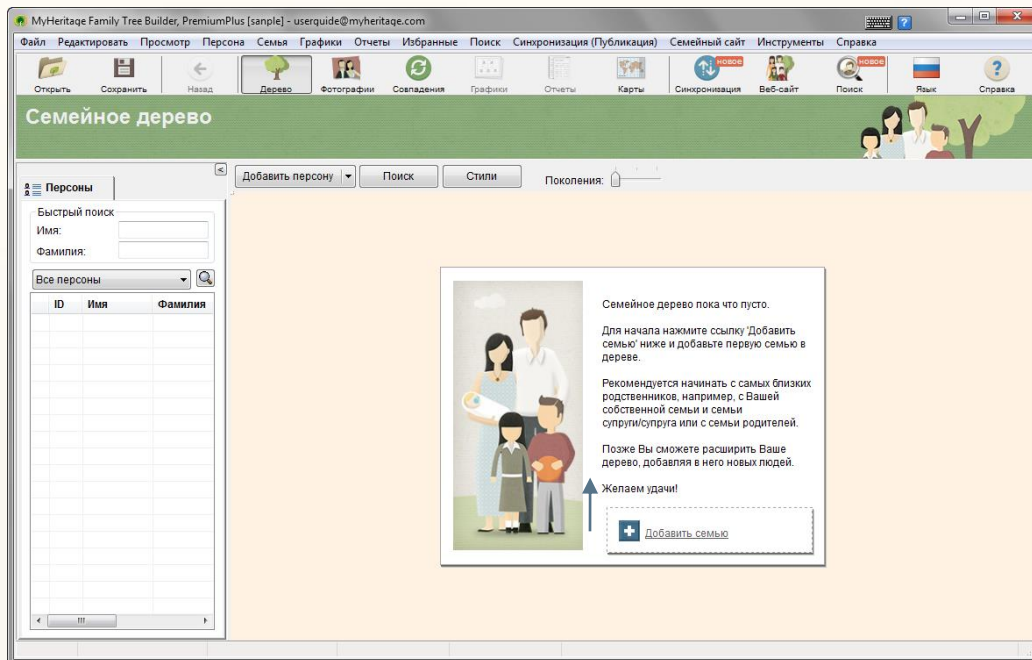 MyHeritage Family Tree Builder, PremiumPlus [sanple] - userguide@myheritage.com
Файл Редактировать Просмотр Персона Семья Графики Отчеты Избранные Поиск Синхронизация (Публикация) Семейный сайт Инструменты Справка
новое новое
Открыть Сохранить Назад Дерево Фотографии Совпадения Графики Отчеты Карты Синхронизация Веб-сайт Поиск Язык Справка
Семейное дерево
Персоны
Добавить персону Поиск Стили Поколения:
Быстрый поиск
Имя:
Фамилия:
Все персоны
ID Имя Фамилия
Семейное дерево пока что пусто.
Для начала нажмите ссылку 'Добавить
семью' ниже и добавьте первую семью в
дереве.
Рекомендуется начинать с самых близких
родственников, например, с Вашей
собственной семьи и семьи
супруги/супруга или с семьи родителей.
Позже Вы сможете расширить Ваше
дерево, добавляя в него новых людей.
Желаем удачи!
Добавить семью